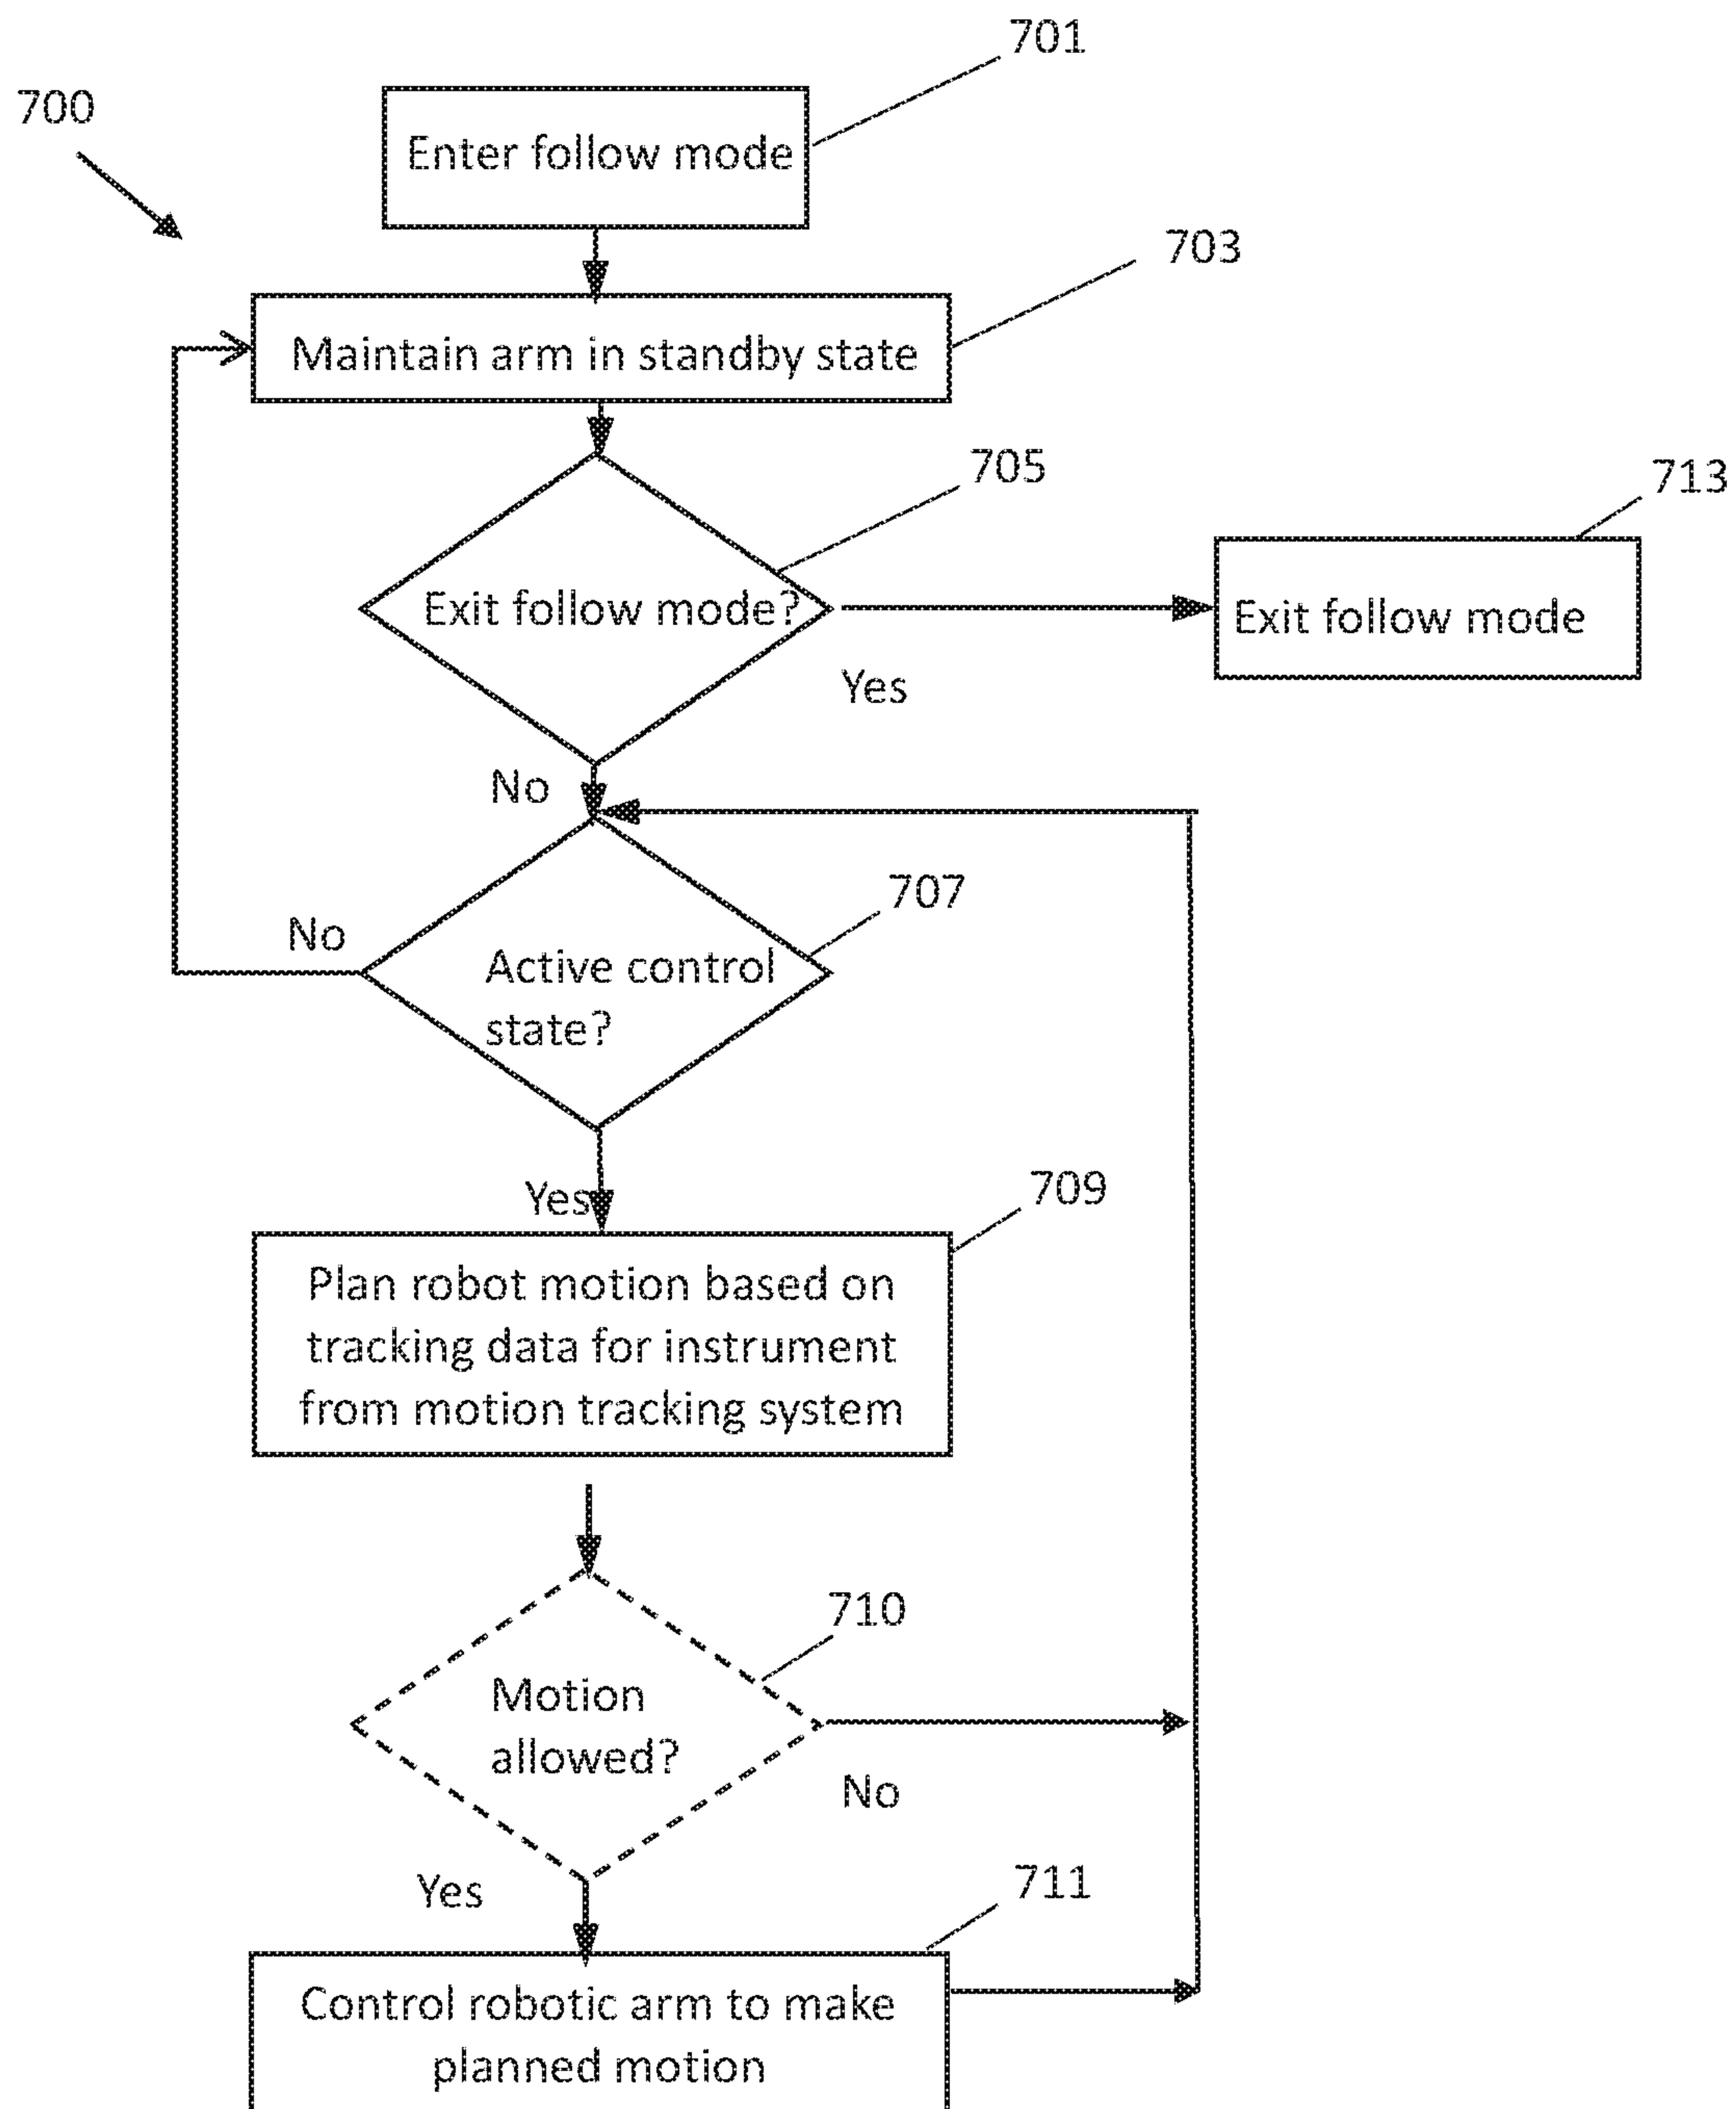 701
700
Enter follow mode
703
Maintain arm in standby state
705
713
Exit follow mode?
Exit follow mode
Yes
No
707
No
Active control
state?
Yes
709
Plan robot motion based on
tracking data for instrument
from motion tracking system
710
Motion
allowed?
No
Yes
711
Control robotic arm to make
planned motion